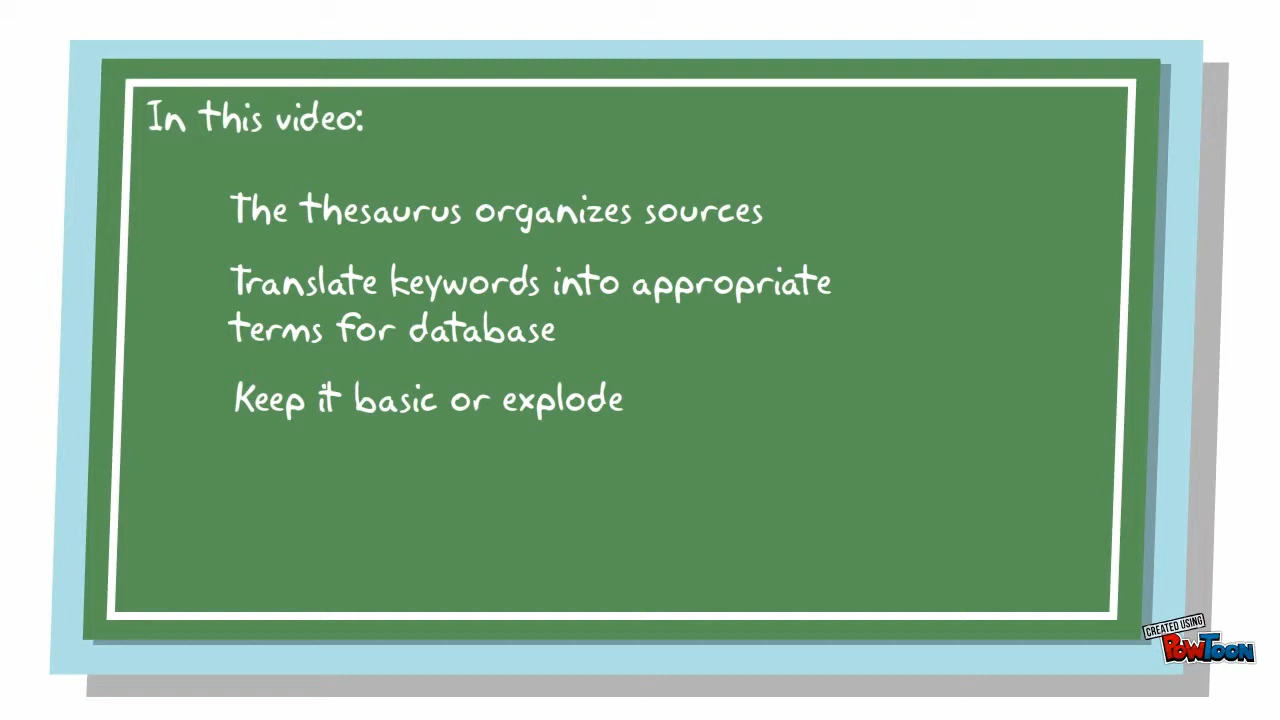 In this video:
The thesaurus organizes sources
Translate keywords into appropriate
terms for database
Keep it basic or explode
CREATED USING
POWTOON